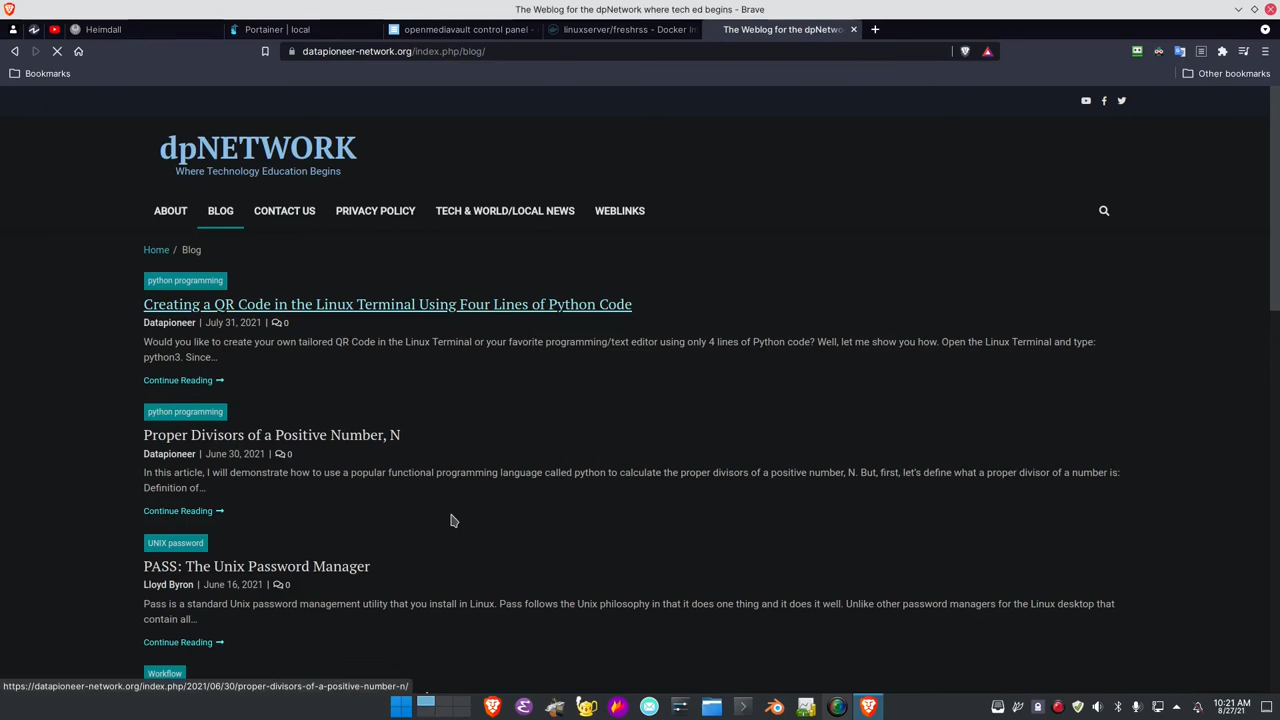 The Weblog for the dpNetwork where tech ed begins - Brave
Heimdall
Portainer | local
openmediavault control panel -
linuxserver/freshrss - Docker Im
The Weblog for the dpNetwo
datapioneer-network.org/index.php/blog/
Bookmarks
Other bookmarks
dpNETWORK
Where Technology Education Begins
ABOUT BLOG CONTACT US PRIVACY POLICY TECH & WORLD/LOCAL NEWS WEBLINKS
Home / Blog
python programming
Creating a QR Code in the Linux Terminal Using Four Lines of Python Code
Datapioneer | July 31, 2021 | 0
Would you like to create your own tailored QR Code in the Linux Terminal or your favorite programming/text editor using only 4 lines of Python code? Well, let me show you how. Open the Linux Terminal and type:
python3. Since…
Continue Reading
python programming
Proper Divisors of a Positive Number, N
Datapioneer | June 30, 2021 | 0
In this article, I will demonstrate how to use a popular functional programming language called python to calculate the proper divisors of a positive number, N. But, first, let's define what a proper divisor of a number is:
Definition of…
Continue Reading
UNIX password
PASS: The Unix Password Manager
Lloyd Byron | June 16, 2021 | 0
Pass is a standard Unix password management utility that you install in Linux. Pass follows the Unix philosophy in that it does one thing and it does it well. Unlike other password managers for the Linux desktop that
contain all…
Continue Reading
Workflow
https://datapioneer-network.org/index.php/2021/06/30/proper-divisors-of-a-positive-number-n/
10:21 AM
8/27/21